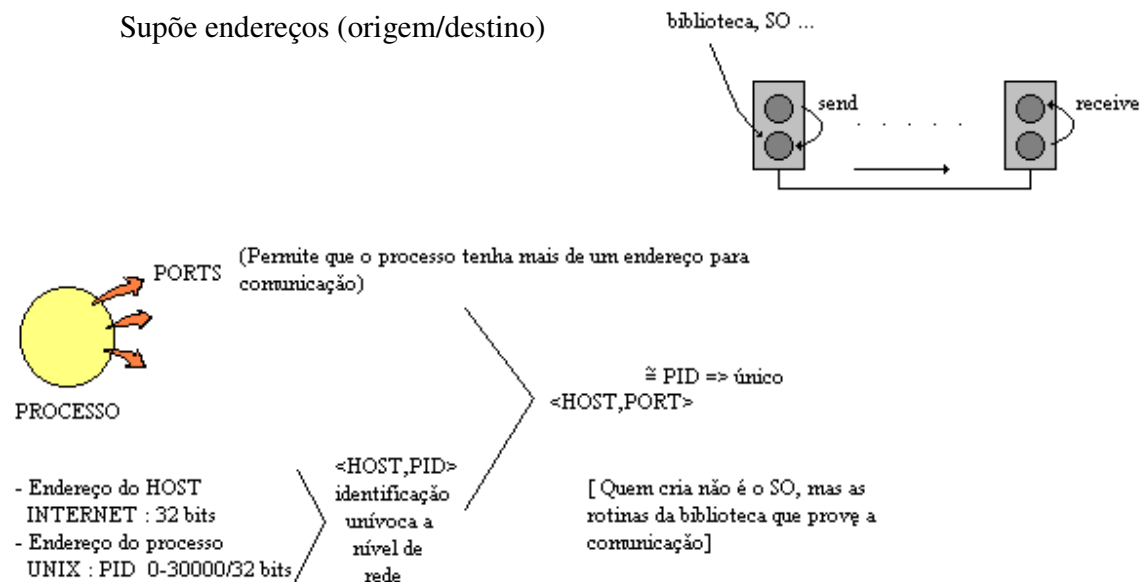 Supõe endereços (origem/destino)
biblioteca, SO ...
send
receive
. . . . . .
PORTS
(Permite que o processo tenha mais de um endereço para
comunicação)
PROCESSO
≅ PID => único
<HOST,PORT>
- Endereço do HOST
INTERNET : 32 bits
- Endereço do processo
UNIX : PID 0-30000/32 bits
<HOST,PID>
identificação
unívoca a
nível de
rede
[ Quem cria não é o SO, mas as
rotinas da biblioteca que provę a
comunicação]